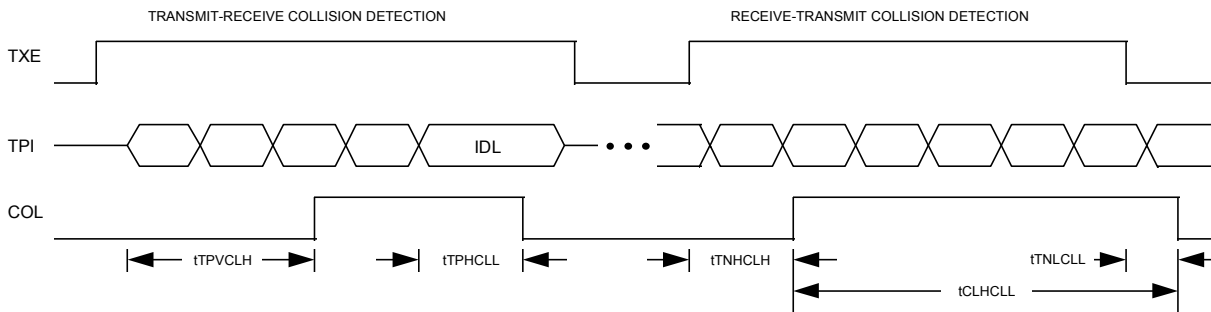 TRANSMIT-RECEIVE COLLISION DETECTION
RECEIVE-TRANSMIT COLLISION DETECTION
TXE
TPI
IDL
COL
tTPVCLH
tTPHCLL
tTNHCLH
tTNLCLL
tCLHCLL